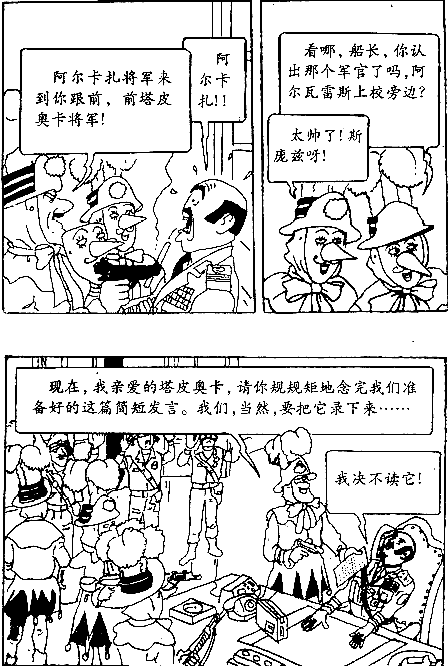 阿尔卡扎将军来
到你跟前，前塔皮
奥卡将军！
阿
尔卡
扎！！
看哪，船长，你认
出那个军官了吗，阿
尔瓦雷斯上校旁边？
太帅了！斯
庞兹呀！
现在，我亲爱的塔皮奥卡，请你规规矩地念完我们准
备好的这篇简短发言。我们，当然，要把它录下来……
我决不读它！